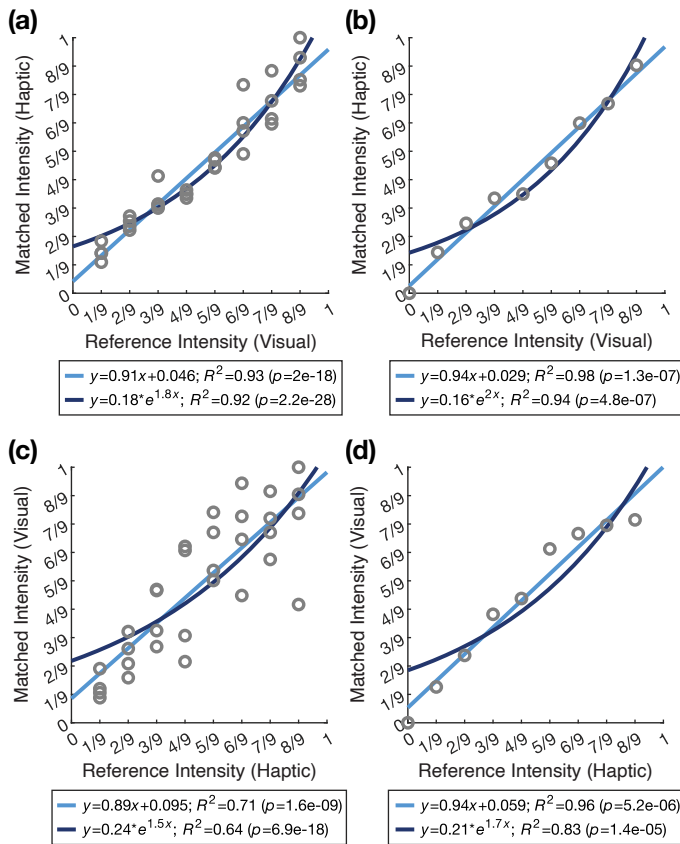 (a)
(b)
Matched Intensity (Haptic)
1
8/9
7/9
6/9
5/9
4/9
3/9
2/9
1/9
0
0 1/9 2/9 3/9 4/9 5/9 6/9 7/9 8/9 1
Reference Intensity (Visual)
y=0.91x+0.046; R²=0.93 (p=2e-18)
y=0.18*e^1.8x; R²=0.92 (p=2.2e-28)
Matched Intensity (Haptic)
1
8/9
7/9
6/9
5/9
4/9
3/9
2/9
1/9
0
0 1/9 2/9 3/9 4/9 5/9 6/9 7/9 8/9 1
Reference Intensity (Visual)
y=0.94x+0.029; R²=0.98 (p=1.3e-07)
y=0.16*e^2x; R²=0.94 (p=4.8e-07)
(c)
(d)
Matched Intensity (Visual)
1
8/9
7/9
6/9
5/9
4/9
3/9
2/9
1/9
0
0 1/9 2/9 3/9 4/9 5/9 6/9 7/9 8/9 1
Reference Intensity (Haptic)
y=0.89x+0.095; R²=0.71 (p=1.6e-09)
y=0.24*e^1.5x; R²=0.64 (p=6.9e-18)
Matched Intensity (Visual)
1
8/9
7/9
6/9
5/9
4/9
3/9
2/9
1/9
0
0 1/9 2/9 3/9 4/9 5/9 6/9 7/9 8/9 1
Reference Intensity (Haptic)
y=0.94x+0.059; R²=0.96 (p=5.2e-06)
y=0.21*e^1.7x; R²=0.83 (p=1.4e-05)